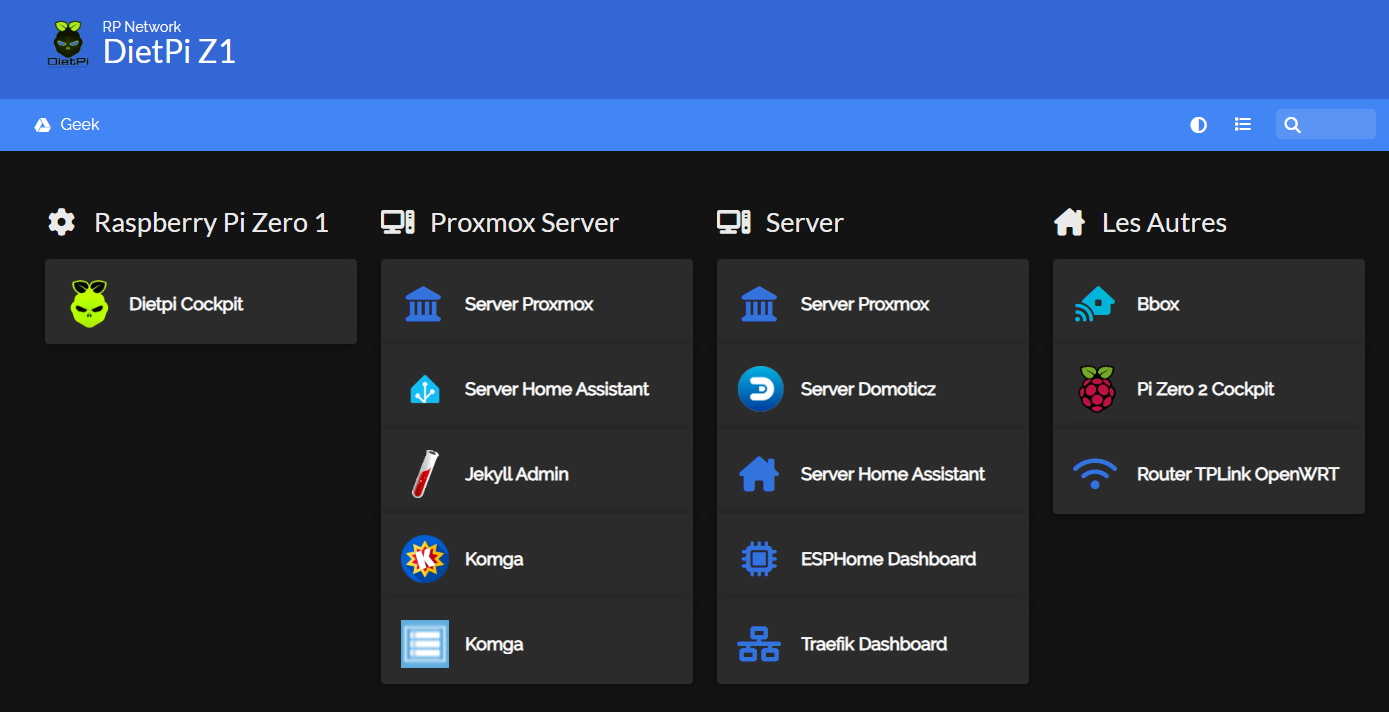 DietPi
RP Network
DietPi Z1
Geek
Raspberry Pi Zero 1
Dietpi Cockpit
Proxmox Server
Server Proxmox
Server Home Assistant
Jekyll Admin
Komga
Komga
Server
Server Proxmox
Server Domoticz
Server Home Assistant
ESPHome Dashboard
Traefik Dashboard
Les Autres
Bbox
Pi Zero 2 Cockpit
Router TPLink OpenWRT